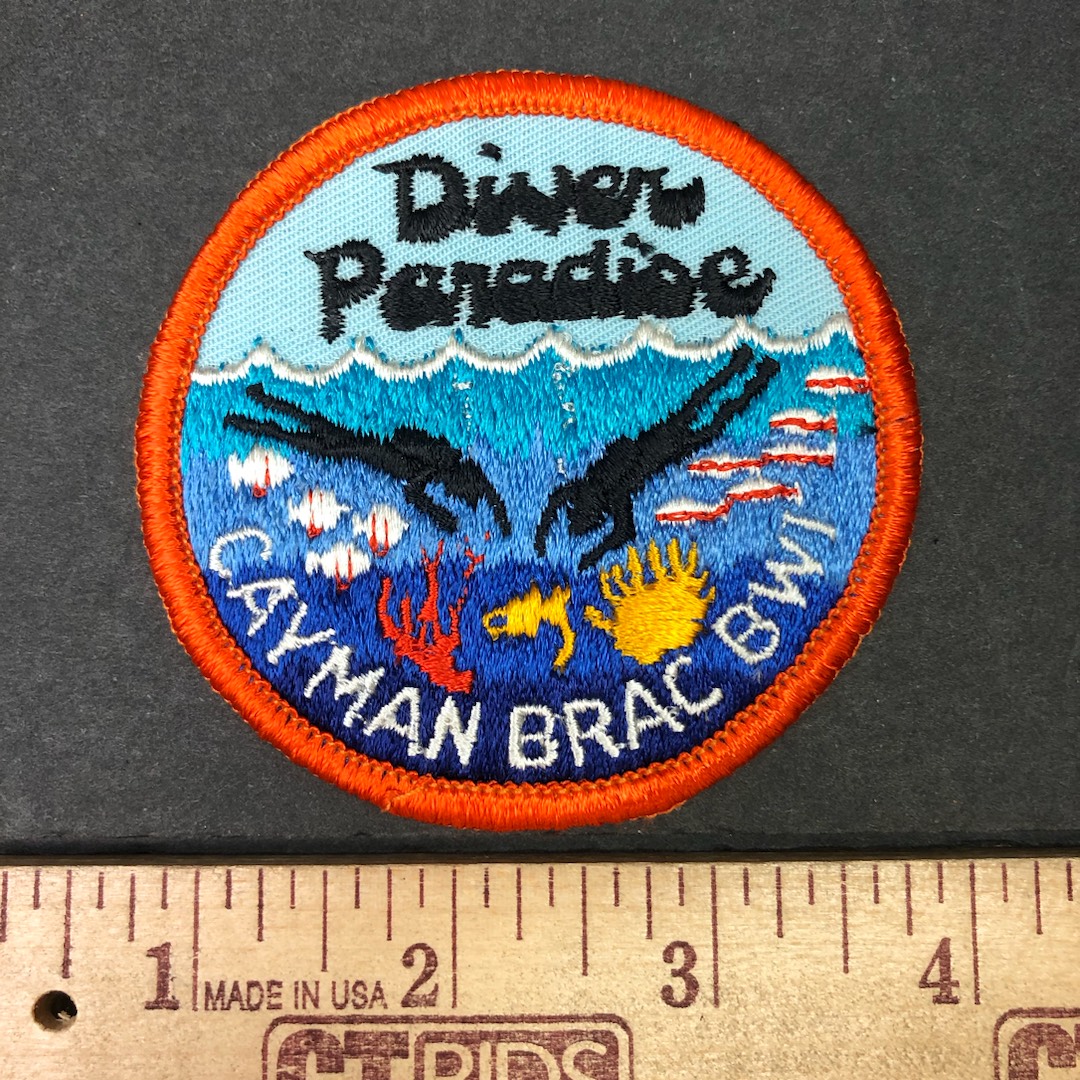 Diver
Paradise
CAYMAN BRAC BWI
1 2 3 4
MADE IN USA